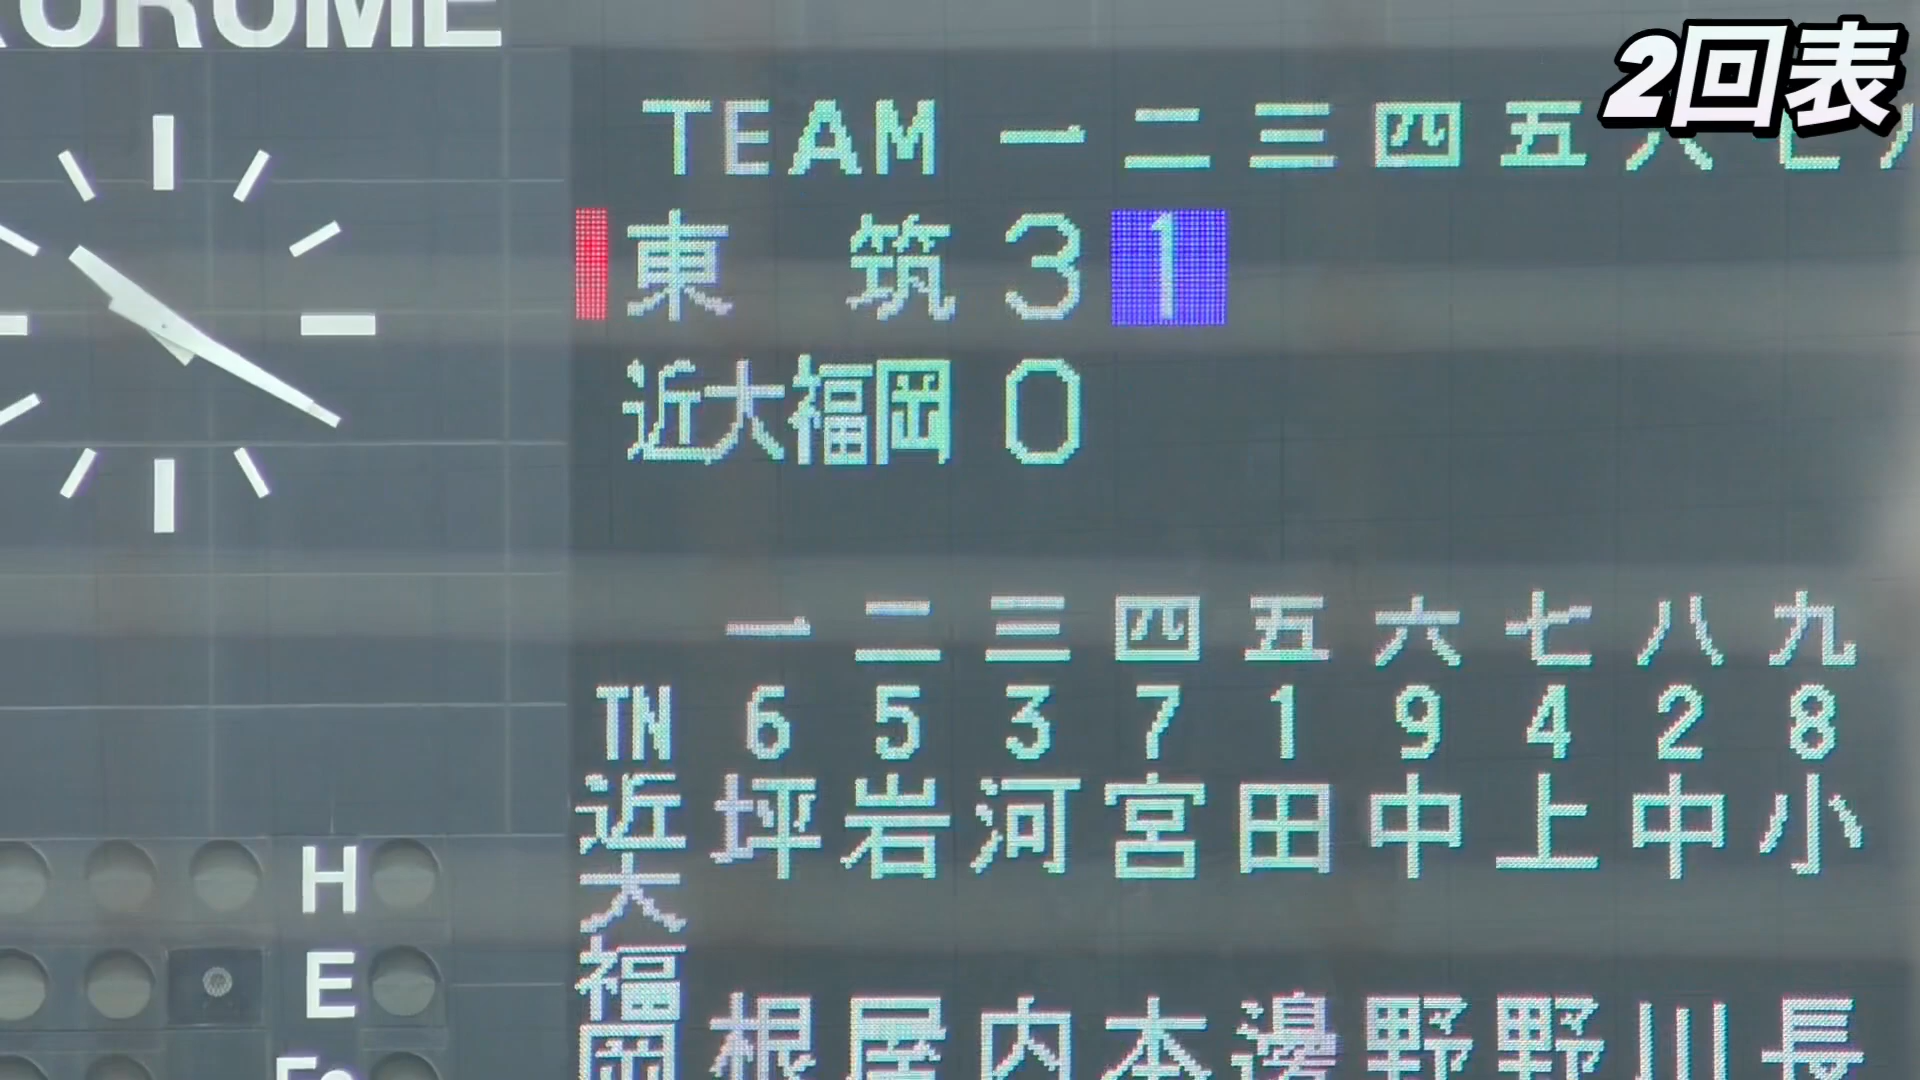 KURUME
2回表
TEAM 一 二 三 四 五 六 七
東 筑 3 1
近大福岡 0
一 二 三 四 五 六 七 八 九
TN 6 5 3 7 1 9 4 2 8
近大福岡 坪根 岩屋 河内 宮本 田邊 中野 上野 中川 小長
H
E
Fc